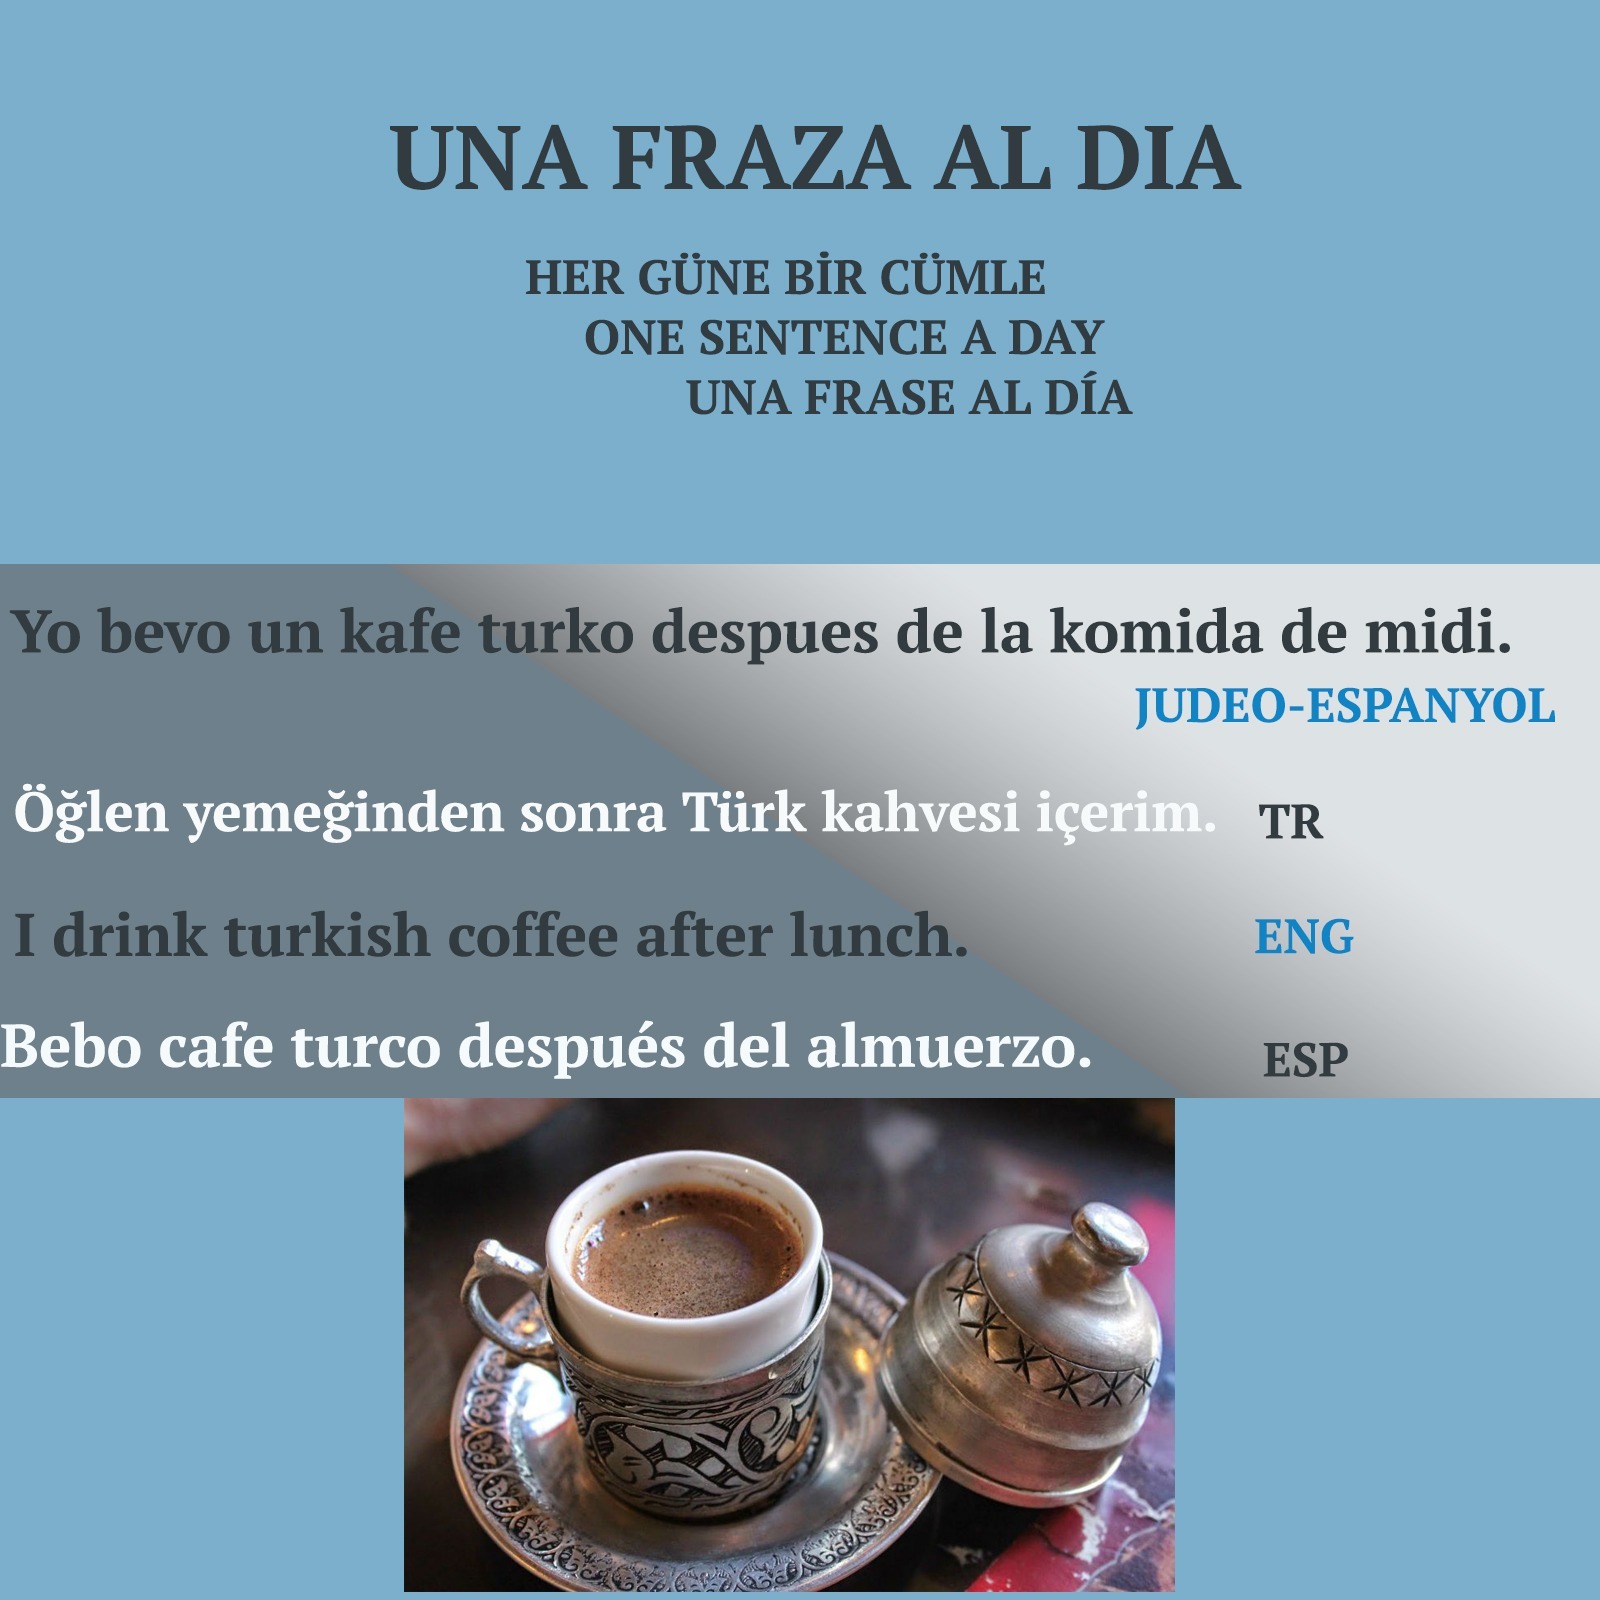 UNA FRAZA AL DIA
HER GÜNE BİR CÜMLE
ONE SENTENCE A DAY
UNA FRASE AL DÍA
Yo bevo un kafe turko despues de la komida de midi.
JUDEO-ESPANYOL
Öğlen yemeğinden sonra Türk kahvesi içerim. TR
I drink turkish coffee after lunch. ENG
Bebo cafe turco después del almuerzo. ESP